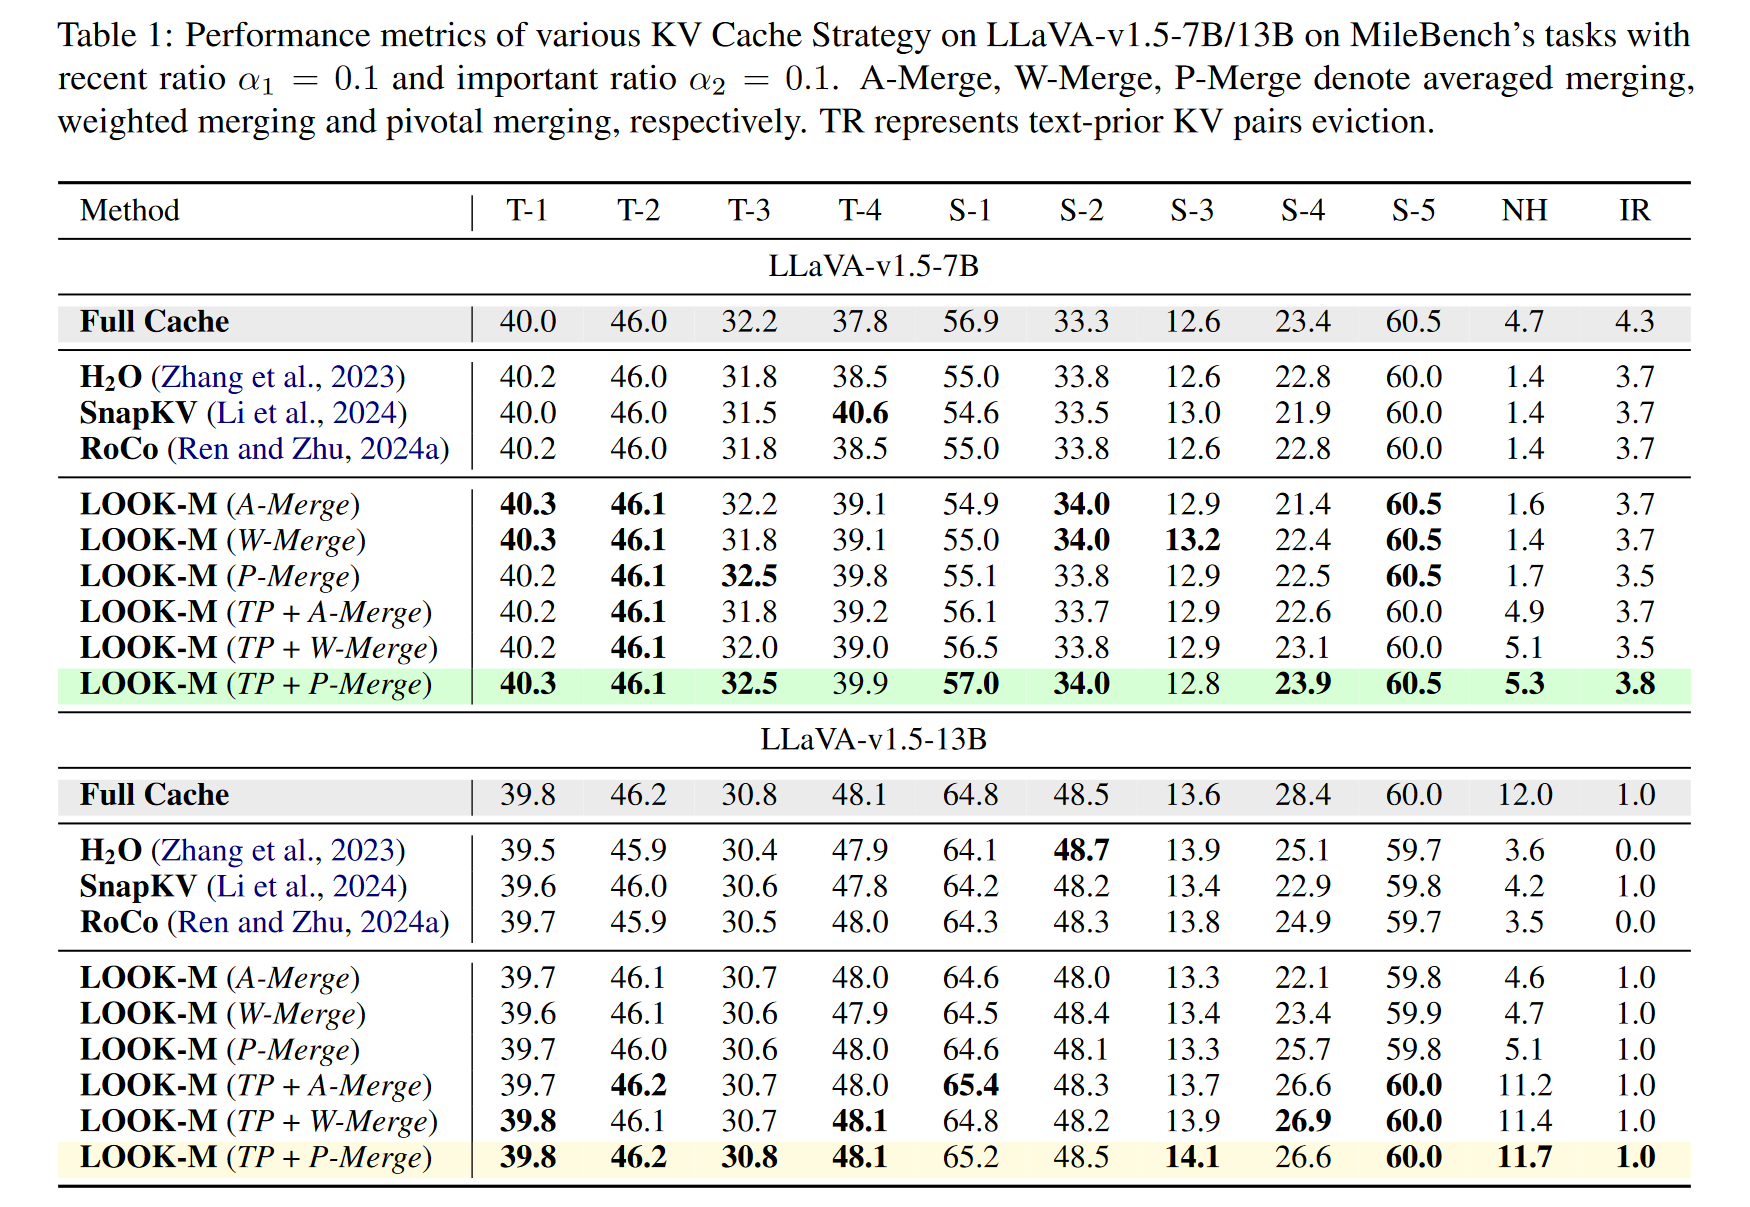 Table 1: Performance metrics of various KV Cache Strategy on LLaVA-v1.5-7B/13B on MileBench's tasks with
recent ratio α₁ = 0.1 and important ratio α₂ = 0.1. A-Merge, W-Merge, P-Merge denote averaged merging,
weighted merging and pivotal merging, respectively. TR represents text-prior KV pairs eviction.
Method T-1 T-2 T-3 T-4 S-1 S-2 S-3 S-4 S-5 NH IR
LLaVA-v1.5-7B
Full Cache 40.0 46.0 32.2 37.8 56.9 33.3 12.6 23.4 60.5 4.7 4.3
H₂O (Zhang et al., 2023) 40.2 46.0 31.8 38.5 55.0 33.8 12.6 22.8 60.0 1.4 3.7
SnapKV (Li et al., 2024) 40.0 46.0 31.5 40.6 54.6 33.5 13.0 21.9 60.0 1.4 3.7
RoCo (Ren and Zhu, 2024a) 40.2 46.0 31.8 38.5 55.0 33.8 12.6 22.8 60.0 1.4 3.7
LOOK-M (A-Merge) 40.3 46.1 32.2 39.1 54.9 34.0 12.9 21.4 60.5 1.6 3.7
LOOK-M (W-Merge) 40.3 46.1 31.8 39.1 55.0 34.0 13.2 22.4 60.5 1.4 3.7
LOOK-M (P-Merge) 40.2 46.1 32.5 39.8 55.1 33.8 12.9 22.5 60.5 1.7 3.5
LOOK-M (TP + A-Merge) 40.2 46.1 31.8 39.2 56.1 33.7 12.9 22.6 60.0 4.9 3.7
LOOK-M (TP + W-Merge) 40.2 46.1 32.0 39.0 56.5 33.8 12.9 23.1 60.0 5.1 3.5
LOOK-M (TP + P-Merge) 40.3 46.1 32.5 39.9 57.0 34.0 12.8 23.9 60.5 5.3 3.8
LLaVA-v1.5-13B
Full Cache 39.8 46.2 30.8 48.1 64.8 48.5 13.6 28.4 60.0 12.0 1.0
H₂O (Zhang et al., 2023) 39.5 45.9 30.4 47.9 64.1 48.7 13.9 25.1 59.7 3.6 0.0
SnapKV (Li et al., 2024) 39.6 46.0 30.6 47.8 64.2 48.2 13.4 22.9 59.8 4.2 1.0
RoCo (Ren and Zhu, 2024a) 39.7 45.9 30.5 48.0 64.3 48.3 13.8 24.9 59.7 3.5 0.0
LOOK-M (A-Merge) 39.7 46.1 30.7 48.0 64.6 48.0 13.3 22.1 59.8 4.6 1.0
LOOK-M (W-Merge) 39.6 46.1 30.6 47.9 64.5 48.4 13.4 23.4 59.9 4.7 1.0
LOOK-M (P-Merge) 39.7 46.0 30.6 48.0 64.6 48.1 13.3 25.7 59.8 5.1 1.0
LOOK-M (TP + A-Merge) 39.7 46.2 30.7 48.0 65.4 48.3 13.7 26.6 60.0 11.2 1.0
LOOK-M (TP + W-Merge) 39.8 46.1 30.7 48.1 64.8 48.2 13.9 26.9 60.0 11.4 1.0
LOOK-M (TP + P-Merge) 39.8 46.2 30.8 48.1 65.2 48.5 14.1 26.6 60.0 11.7 1.0